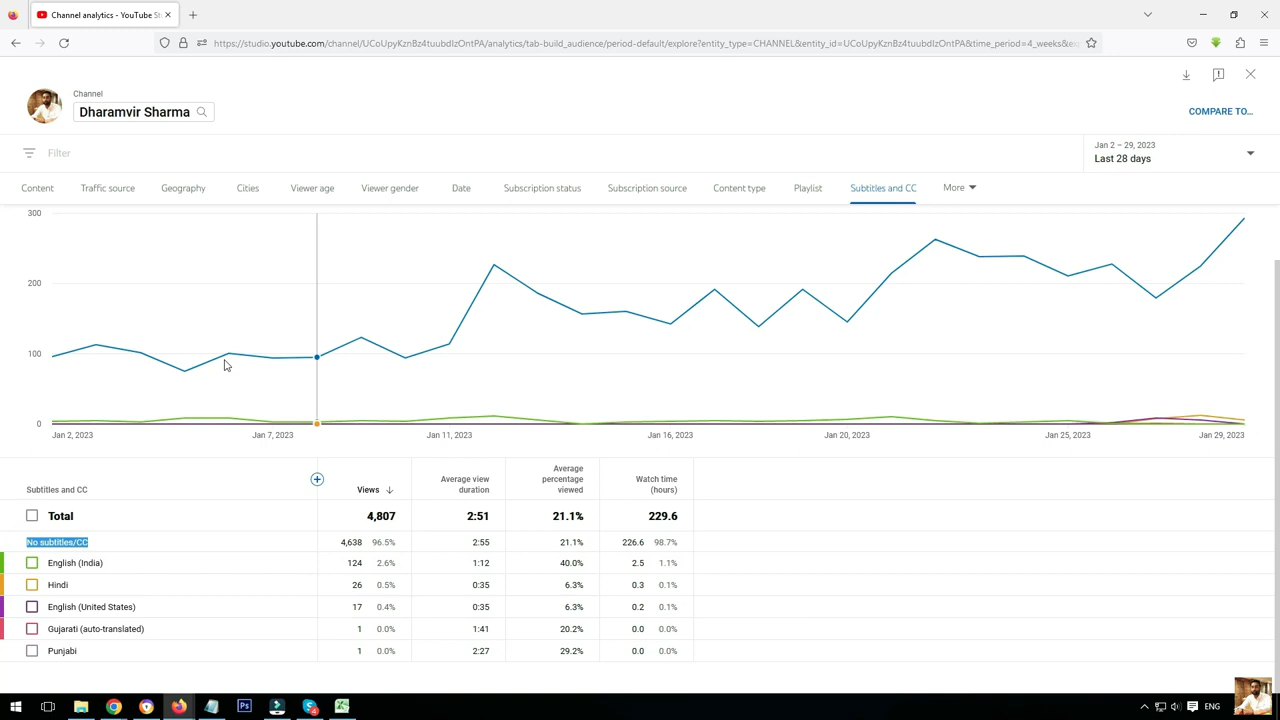 Channel analytics - YouTube St
https://studio.youtube.com/channel/UCoUpyKznBz4tuubdIzOntPA/analytics/tab-build_audience/period-default/explore?entity_type=CHANNEL&entity_id=UCoUpyKznBz4tuubdIzOntPA&time_period=4_weeks&ex
Channel
Dharamvir Sharma
COMPARE TO...
Filter
Jan 2 – 29, 2023
Last 28 days
Content Traffic source Geography Cities Viewer age Viewer gender Date Subscription status Subscription source Content type Playlist Subtitles and CC More
300
200
100
0
Jan 2, 2023 Jan 7, 2023 Jan 11, 2023 Jan 16, 2023 Jan 20, 2023 Jan 25, 2023 Jan 29, 2023
Subtitles and CC Views Average view duration Average percentage viewed Watch time (hours)
Total 4,807 2:51 21.1% 229.6
No subtitles/CC 4,638 96.5% 2:55 21.1% 226.6 98.7%
English (India) 124 2.6% 1:12 40.0% 2.5 1.1%
Hindi 26 0.5% 0:35 6.3% 0.3 0.1%
English (United States) 17 0.4% 0:35 6.3% 0.2 0.1%
Gujarati (auto-translated) 1 0.0% 1:41 20.2% 0.0 0.0%
Punjabi 1 0.0% 2:27 29.2% 0.0 0.0%
Ps
ENG